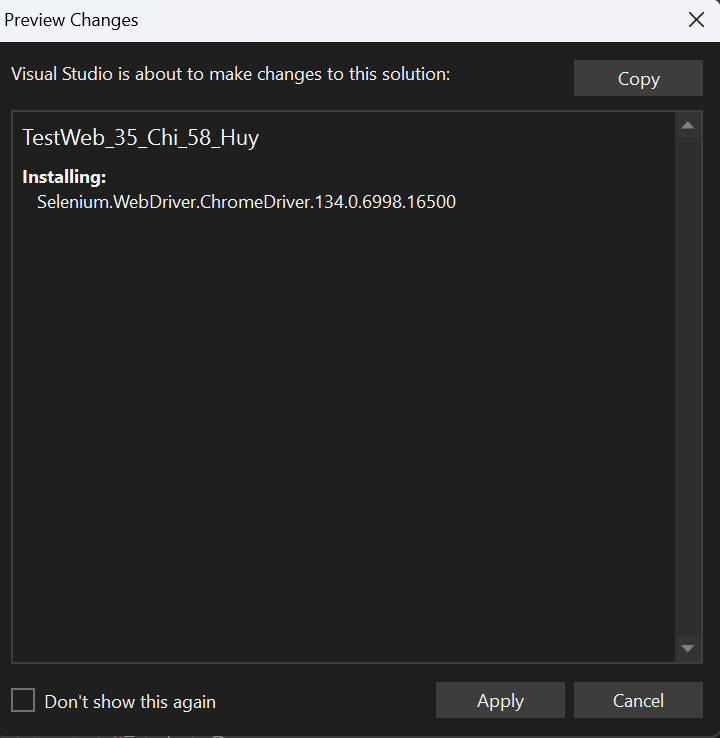 Preview Changes
Visual Studio is about to make changes to this solution:
Copy
TestWeb_35_Chi_58_Huy
Installing:
Selenium.WebDriver.ChromeDriver.134.0.6998.16500
Don't show this again
Apply
Cancel